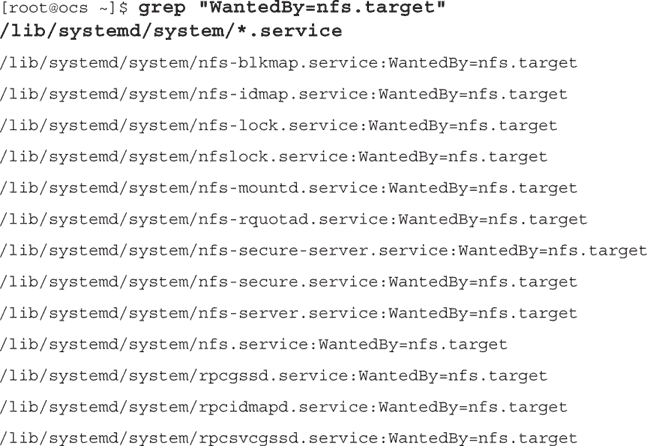 [root@ocs ~]$ grep "WantedBy=nfs.target"
/lib/systemd/system/*.service
/lib/systemd/system/nfs-blkmap.service:WantedBy=nfs.target
/lib/systemd/system/nfs-idmap.service:WantedBy=nfs.target
/lib/systemd/system/nfs-lock.service:WantedBy=nfs.target
/lib/systemd/system/nfslock.service:WantedBy=nfs.target
/lib/systemd/system/nfs-mountd.service:WantedBy=nfs.target
/lib/systemd/system/nfs-rquotad.service:WantedBy=nfs.target
/lib/systemd/system/nfs-secure-server.service:WantedBy=nfs.target
/lib/systemd/system/nfs-secure.service:WantedBy=nfs.target
/lib/systemd/system/nfs-server.service:WantedBy=nfs.target
/lib/systemd/system/nfs.service:WantedBy=nfs.target
/lib/systemd/system/rpcgssd.service:WantedBy=nfs.target
/lib/systemd/system/rpcidmapd.service:WantedBy=nfs.target
/lib/systemd/system/rpcsvcgssd.service:WantedBy=nfs.target